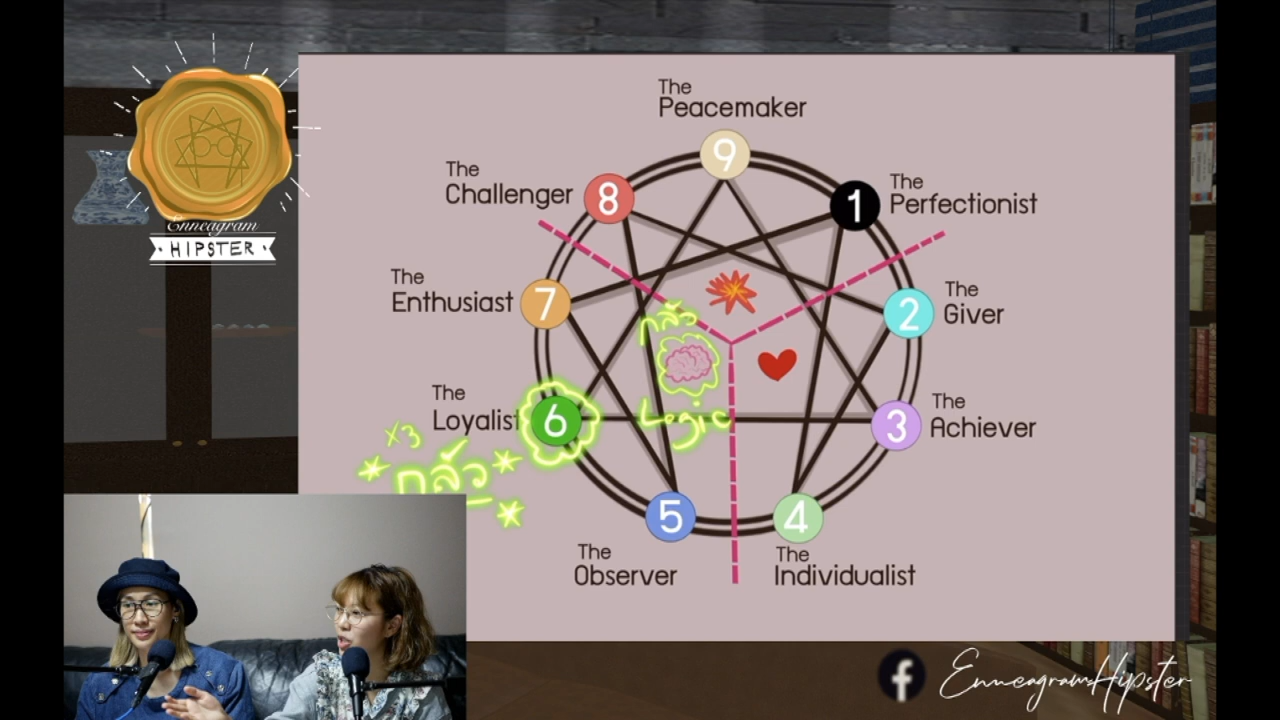 Enneagram
HIPSTER
The
Peacemaker
9
The
Challenger
8
1
The
Perfectionist
The
Enthusiast
7
2
The
Giver
กลัว
The
Loyalist
6
Logic
3
The
Achiever
x3
กลัว
5
4
The
Observer
The
Individualist
f
EnneagramHipster